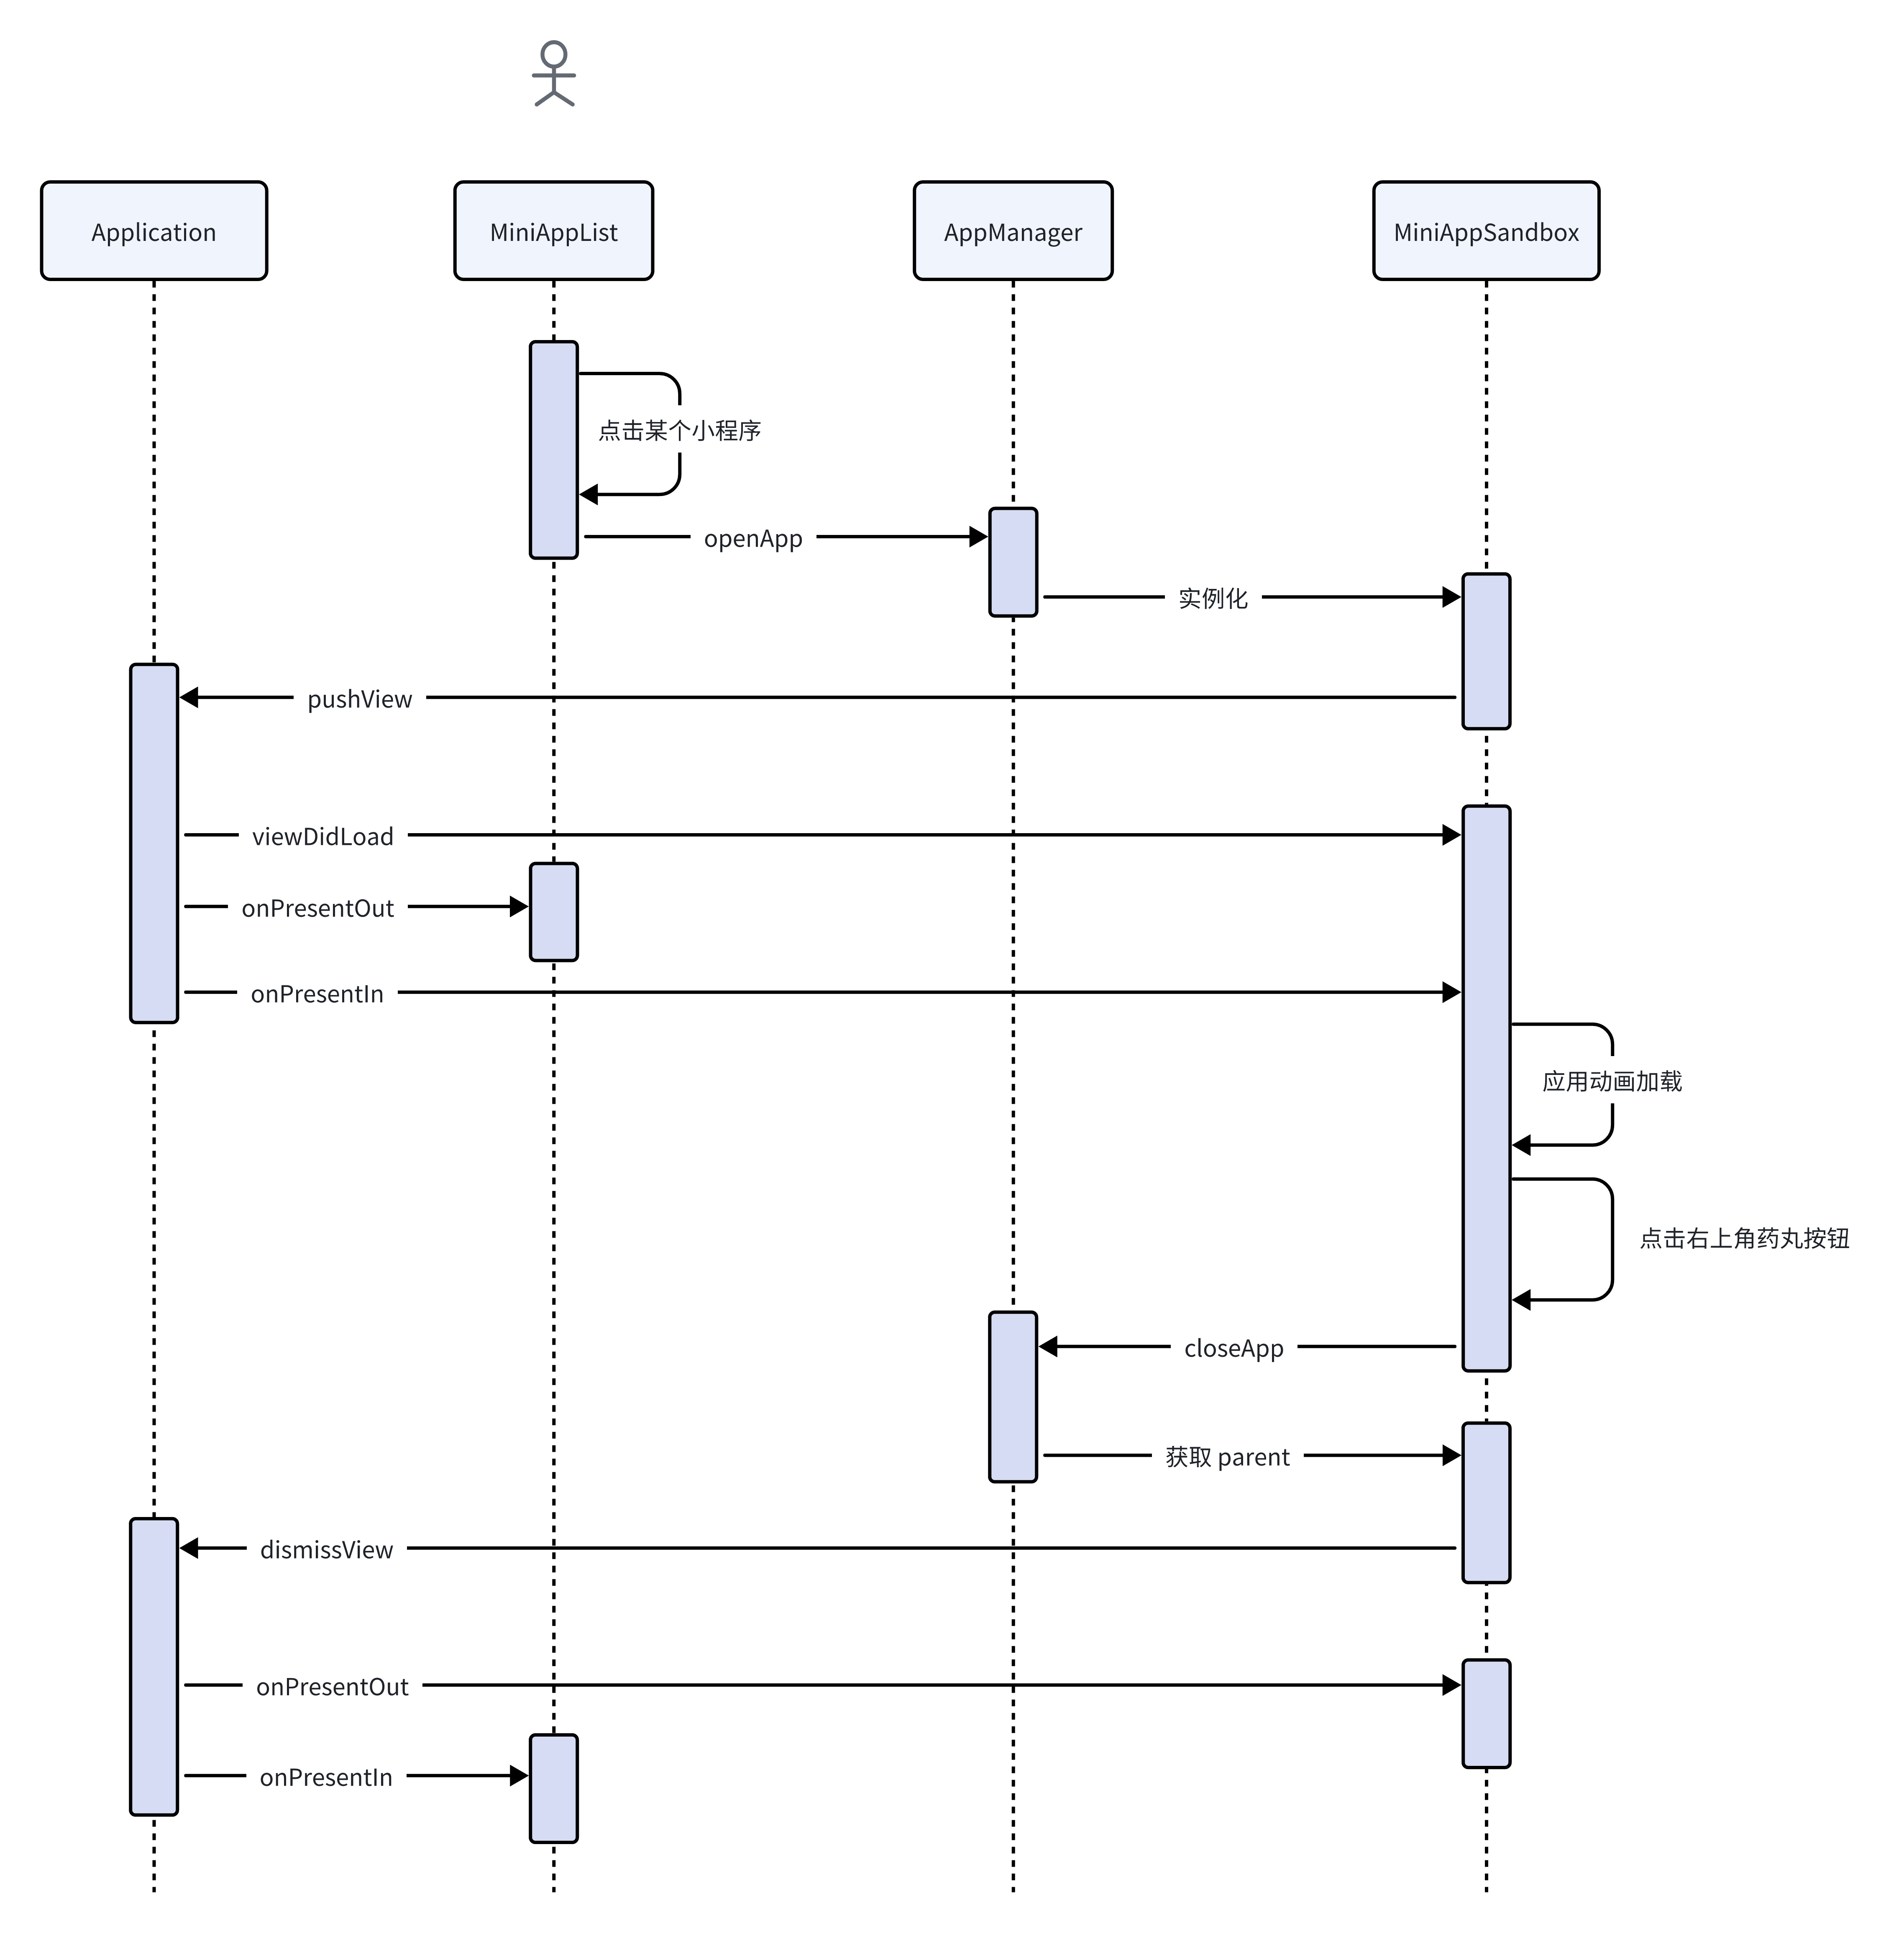 Application
MiniAppList
AppManager
MiniAppSandbox
点击某个小程序
openApp
实例化
pushView
viewDidLoad
onPresentOut
onPresentIn
应用动画加载
点击右上角药丸按钮
closeApp
获取 parent
dismissView
onPresentOut
onPresentIn